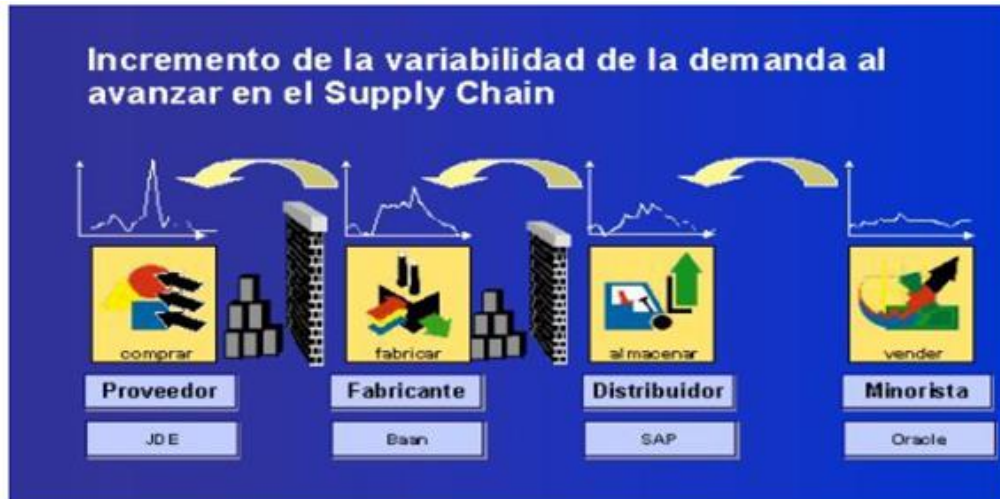 Incremento de la variabilidad de la demanda al
avanzar en el Supply Chain
comprar
fabricar
almacenar
vender
Proveedor
Fabricante
Distribuidor
Minorista
JDE
Baan
SAP
Oracle